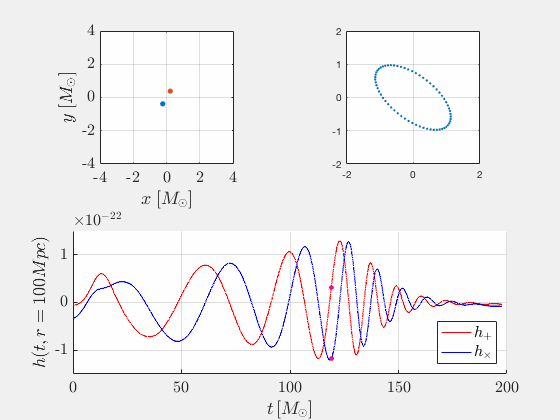 4
2
0
-2
-4
y [M⊙]
-4 -2 0 2 4
x [M⊙]
2
1
0
-1
-2
-2 0 2
×10⁻²²
1
0
-1
h(t, r = 100Mpc)
h₊
h×
0 50 100 150 200
t [M⊙]